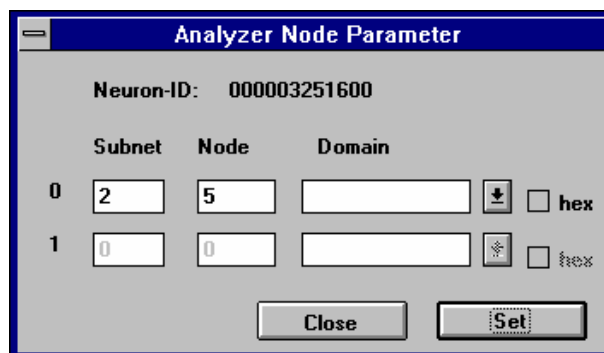 Analyzer Node Parameter
Neuron-ID: 000003251600
Subnet Node Domain
0 2 5 hex
1 0 0 hex
Close Set